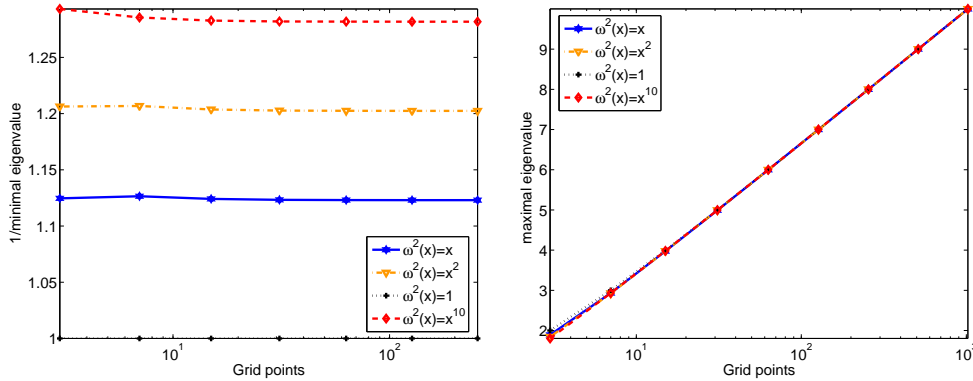 1.25
1.2
1.15
1.1
1.05
1
1/minimal eigenvalue
10¹
10²
Grid points
ω²(x)=x
ω²(x)=x²
ω²(x)=1
ω²(x)=x¹⁰
9
8
7
6
5
4
3
2
maximal eigenvalue
10¹
10²
10³
Grid points
ω²(x)=x
ω²(x)=x²
ω²(x)=1
ω²(x)=x¹⁰